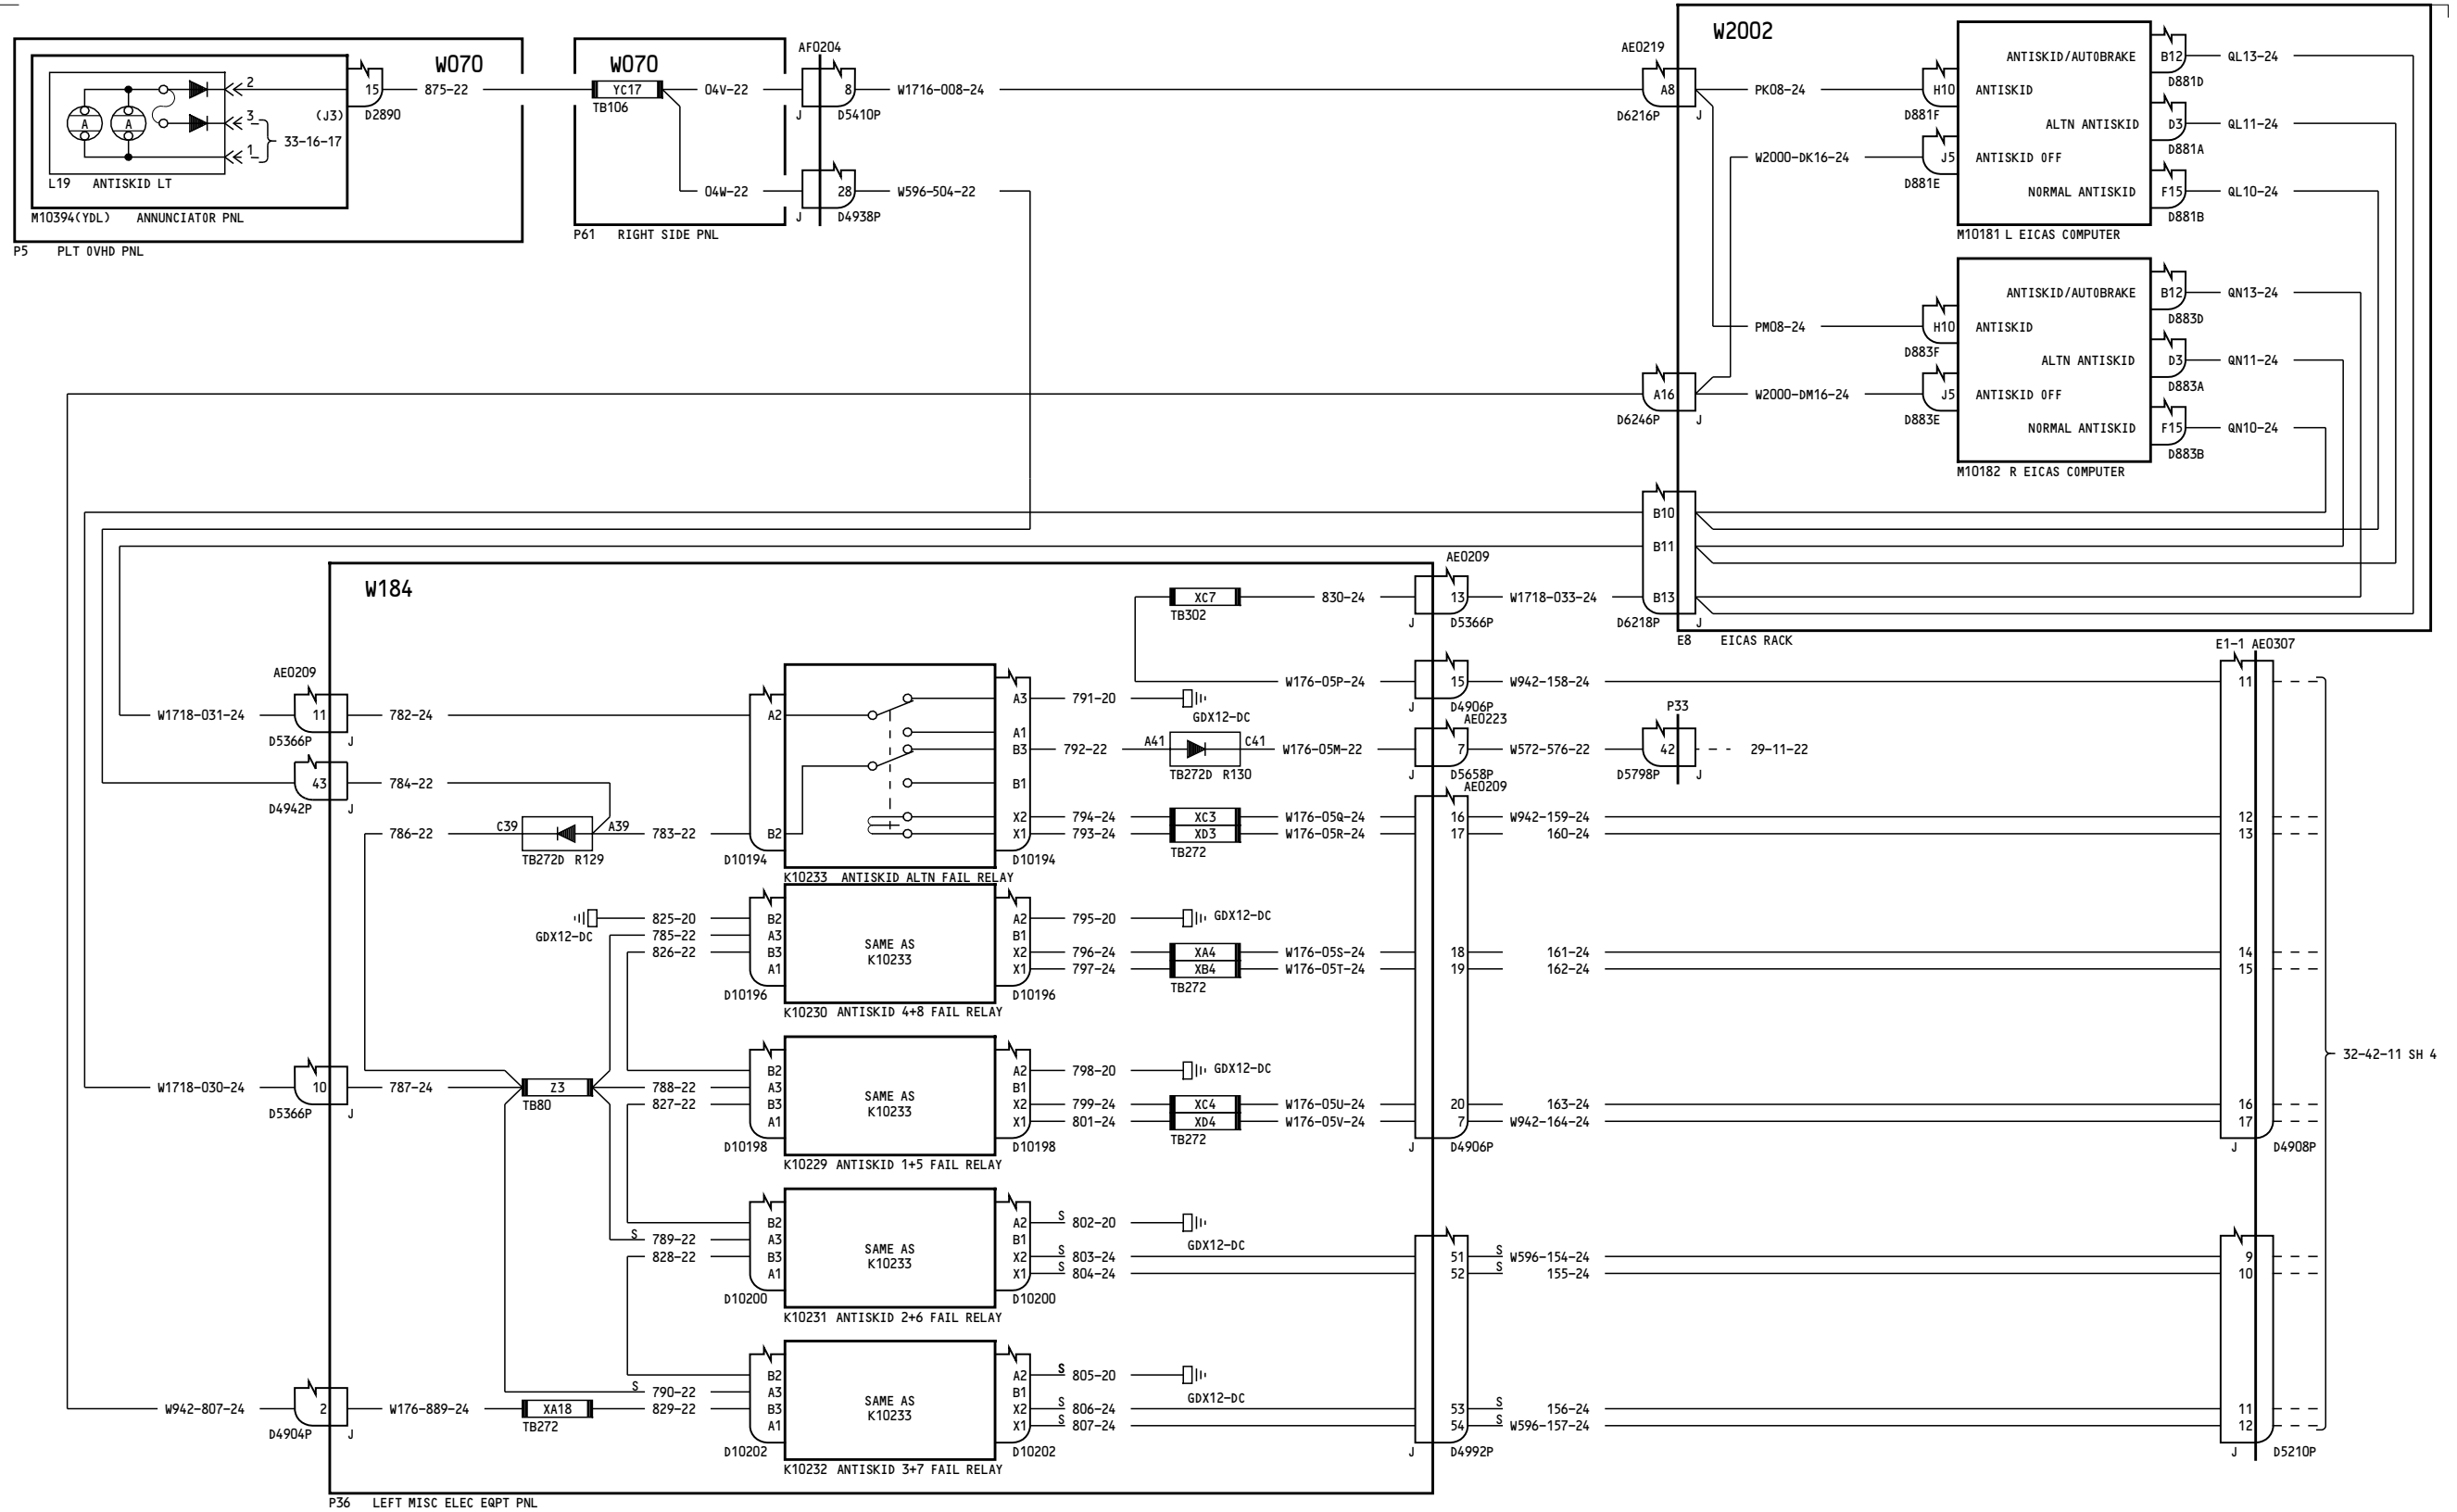 W070
2
15
875-22
3
(J3)
D2890
A
A
33-16-17
1
L19 ANTISKID LT
M10394(YDL) ANNUNCIATOR PNL
P5 PLT OVHD PNL
W070
YC17
TB106
04V-22
04W-22
P61 RIGHT SIDE PNL
AF0204
8
W1716-008-24
J
D5410P
28
W596-504-22
J
D4938P
W2002
AE0219
A8
D6216P
J
PK08-24
H10
ANTISKID
D881F
W2000-DK16-24
J5
ANTISKID OFF
D881E
ANTISKID/AUTOBRAKE
B12
QL13-24
D881D
ALTN ANTISKID
D3
QL11-24
D881A
NORMAL ANTISKID
F15
QL10-24
D881B
M10181 L EICAS COMPUTER
ANTISKID/AUTOBRAKE
B12
QN13-24
D883D
PM08-24
H10
ANTISKID
D883F
ALTN ANTISKID
D3
QN11-24
D883A
A16
D6246P
J
W2000-DM16-24
J5
ANTISKID OFF
D883E
NORMAL ANTISKID
F15
QN10-24
D883B
M10182 R EICAS COMPUTER
B10
B11
B13
D6218P
J
E8 EICAS RACK
W184
AE0209
XC7
830-24
13
W1718-033-24
TB302
J
D5366P
E1-1 AE0307
AE0209
W176-05P-24
15
W942-158-24
11
J
D4906P
W1718-031-24
11
782-24
D5366P
J
A2
A3
791-20
GDX12-DC
A1
B3
792-22
A41
C41
W176-05M-22
TB272D R130
AE0223
7
W572-576-22
J
D5658P
P33
42
29-11-22
D5798P
J
43
784-22
D4942P
J
B1
AE0209
X2
794-24
XC3
W176-05Q-24
16
W942-159-24
12
786-22
C39
A39
783-22
B2
X1
793-24
XD3
W176-05R-24
17
160-24
13
TB272D R129
D10194
D10194
TB272
K10233 ANTISKID ALTN FAIL RELAY
GDX12-DC
825-20
B2
785-22
A3
826-22
B3
A1
D10196
SAME AS
K10233
A2
795-20
GDX12-DC
B1
X2
796-24
XA4
W176-05S-24
18
161-24
14
X1
797-24
XB4
W176-05T-24
19
162-24
15
D10196
TB272
K10230 ANTISKID 4+8 FAIL RELAY
32-42-11 SH 4
W1718-030-24
10
787-24
D5366P
J
Z3
TB80
B2
788-22
A3
827-22
B3
A1
D10198
SAME AS
K10233
A2
798-20
GDX12-DC
B1
X2
799-24
XC4
W176-05U-24
20
163-24
16
X1
801-24
XD4
W176-05V-24
7
W942-164-24
17
D10198
TB272
J
D4906P
J
D4908P
K10229 ANTISKID 1+5 FAIL RELAY
B2
S
789-22
A3
828-22
B3
A1
D10200
SAME AS
K10233
A2
S
802-20
GDX12-DC
B1
X2
S
803-24
51
S
W596-154-24
9
X1
S
804-24
52
S
155-24
10
D10200
K10231 ANTISKID 2+6 FAIL RELAY
W942-807-24
2
W176-889-24
D4904P
J
XA18
TB272
B2
S
790-22
A3
829-22
B3
A1
D10202
SAME AS
K10233
A2
S
805-20
GDX12-DC
B1
X2
S
806-24
53
S
156-24
11
X1
S
807-24
54
S
W596-157-24
12
D10202
J
D4992P
J
D5210P
K10232 ANTISKID 3+7 FAIL RELAY
P36 LEFT MISC ELEC EQPT PNL